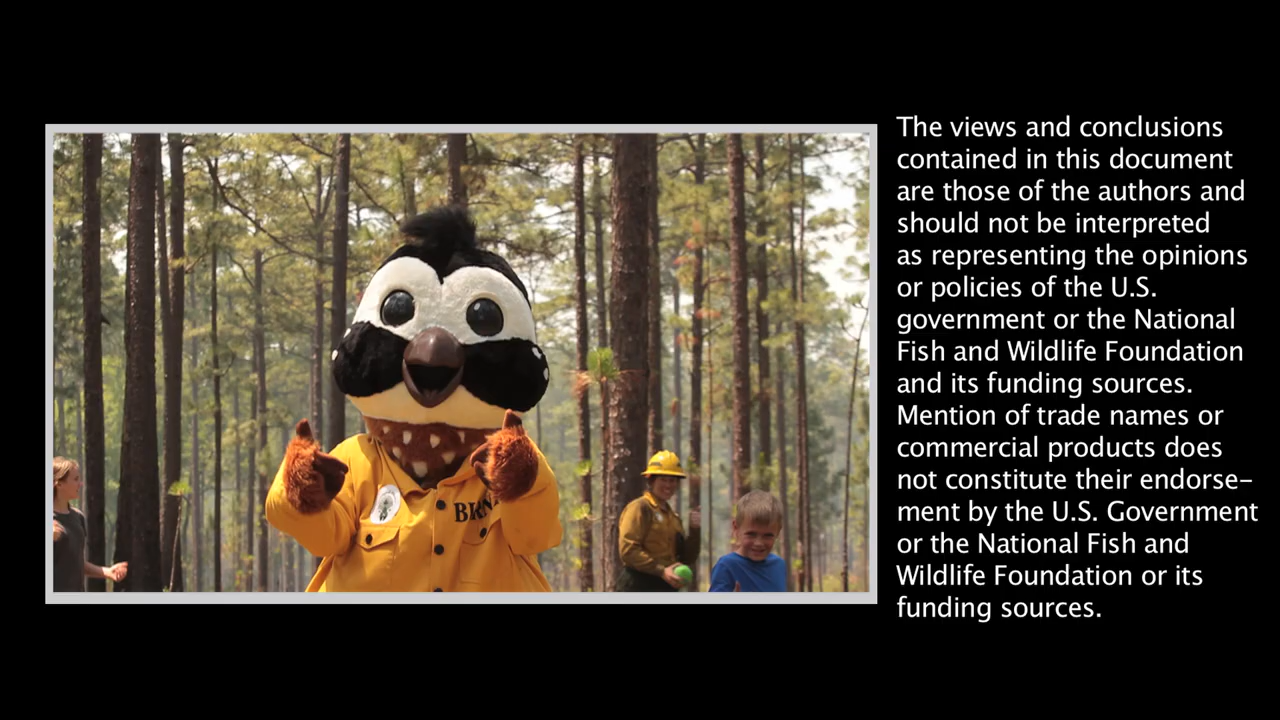 The views and conclusions
contained in this document
are those of the authors and
should not be interpreted
as representing the opinions
or policies of the U.S.
government or the National
Fish and Wildlife Foundation
and its funding sources.
Mention of trade names or
commercial products does
not constitute their endorse-
ment by the U.S. Government
or the National Fish and
Wildlife Foundation or its
funding sources.